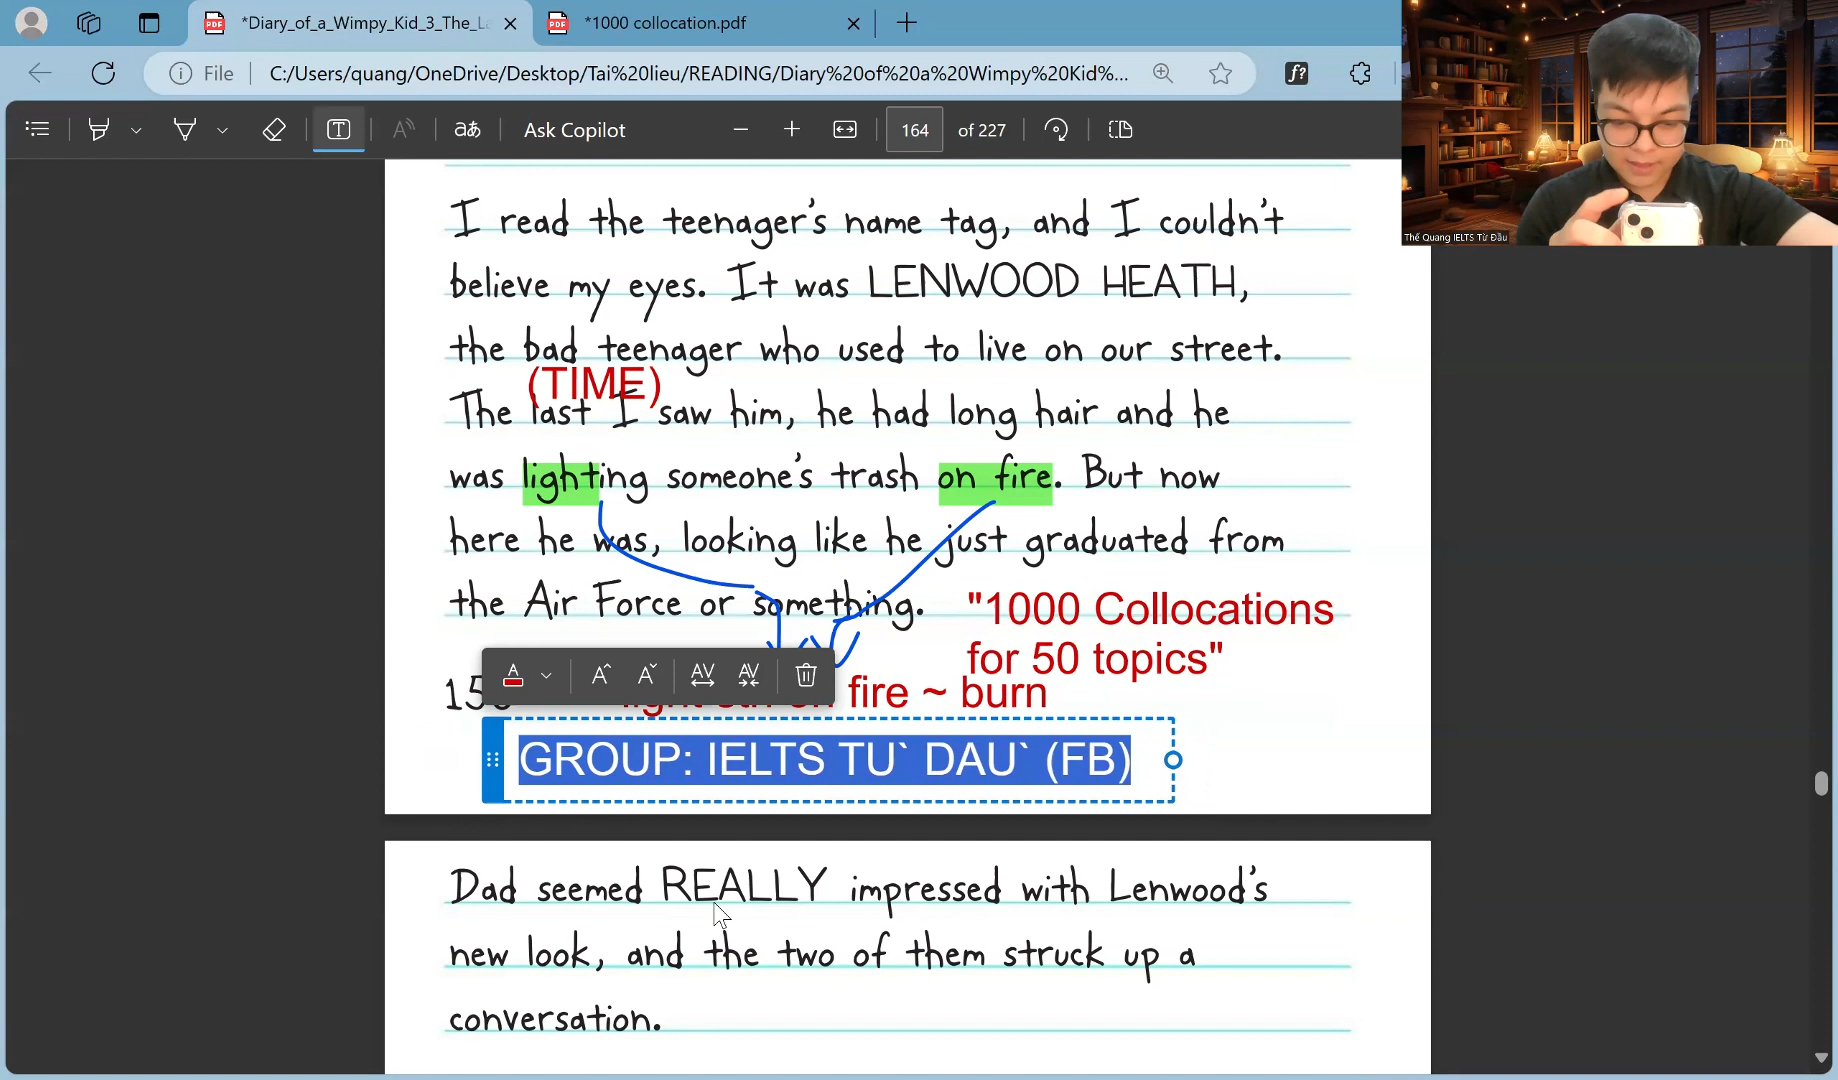 *Diary_of_a_Wimpy_Kid_3_The_La
*1000 collocation.pdf
File
C:/Users/quang/OneDrive/Desktop/Tai%20lieu/READING/Diary%20of%20a%20Wimpy%20Kid%...
Ask Copilot
164 of 227
Thế Quang IELTS Từ Đầu
I read the teenager's name tag, and I couldn't
believe my eyes. It was LENWOOD HEATH,
the bad teenager who used to live on our street.
(TIME)
The last I saw him, he had long hair and he
was lighting someone's trash on fire. But now
here he was, looking like he just graduated from
the Air Force or something.
"1000 Collocations
for 50 topics"
fire ~ burn
GROUP: IELTS TU` DAU` (FB)
Dad seemed REALLY impressed with Lenwood's
new look, and the two of them struck up a
conversation.